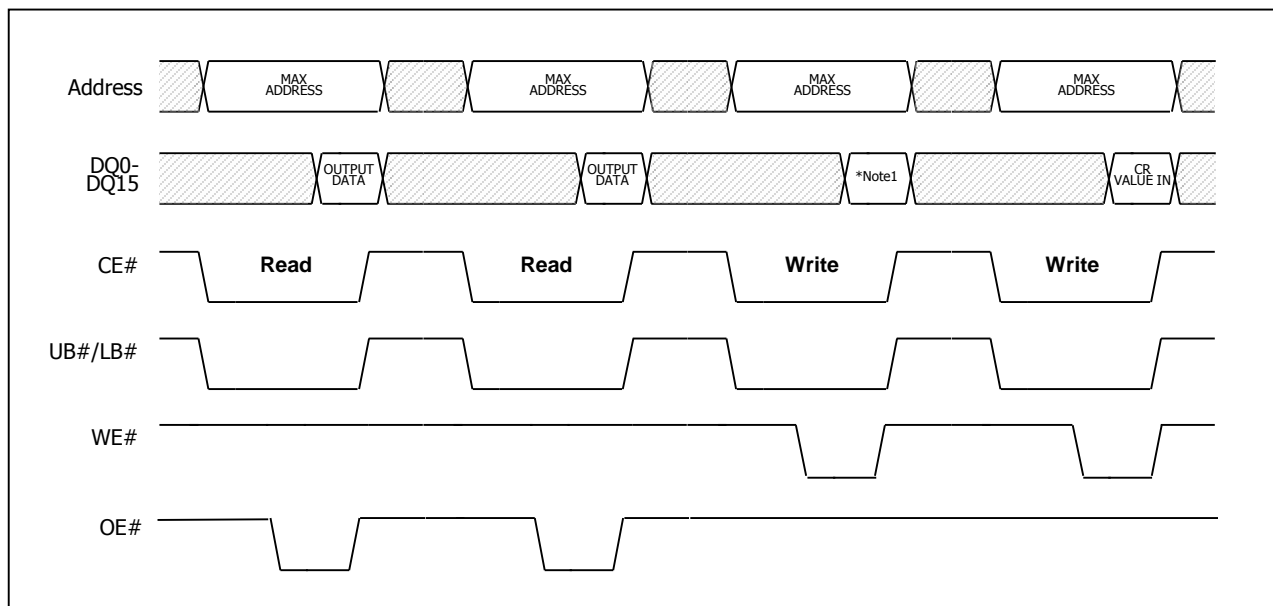 Address
MAX
ADDRESS
MAX
ADDRESS
MAX
ADDRESS
MAX
ADDRESS
DQ0-
DQ15
OUTPUT
DATA
OUTPUT
DATA
*Note1
CR
VALUE IN
CE#
Read
Read
Write
Write
UB#/LB#
WE#
OE#